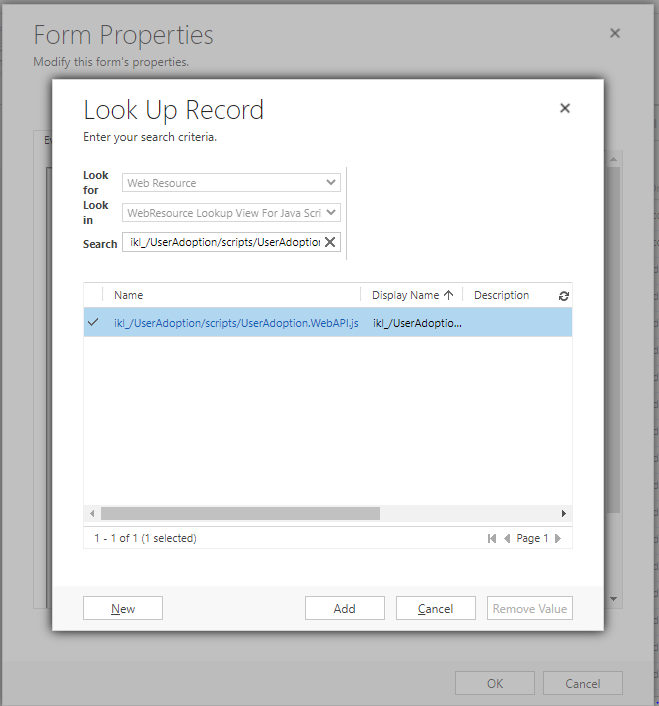 Form Properties
Modify this form's properties.
Look Up Record
Enter your search criteria.
Look for
Web Resource
Look in
WebResource Lookup View For Java Scri
Search
ikl_/UserAdoption/scripts/UserAdoption
Name
Display Name
Description
ikl_/UserAdoption/scripts/UserAdoption.WebAPI.js
ikl_/UserAdoptio...
1 - 1 of 1 (1 selected)
Page 1
New
Add
Cancel
Remove Value
OK
Cancel